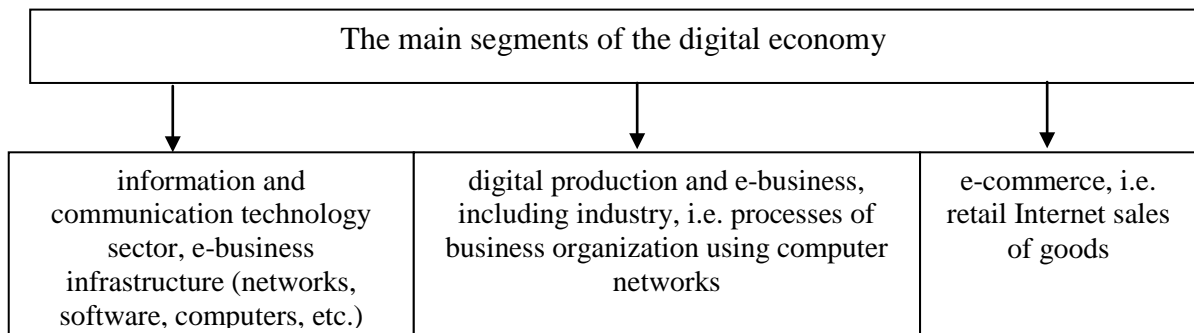 The main segments of the digital economy
information and
communication technology
sector, e-business
infrastructure (networks,
software, computers, etc.)
digital production and e-business,
including industry, i.e. processes of
business organization using computer
networks
e-commerce, i.e.
retail Internet sales
of goods